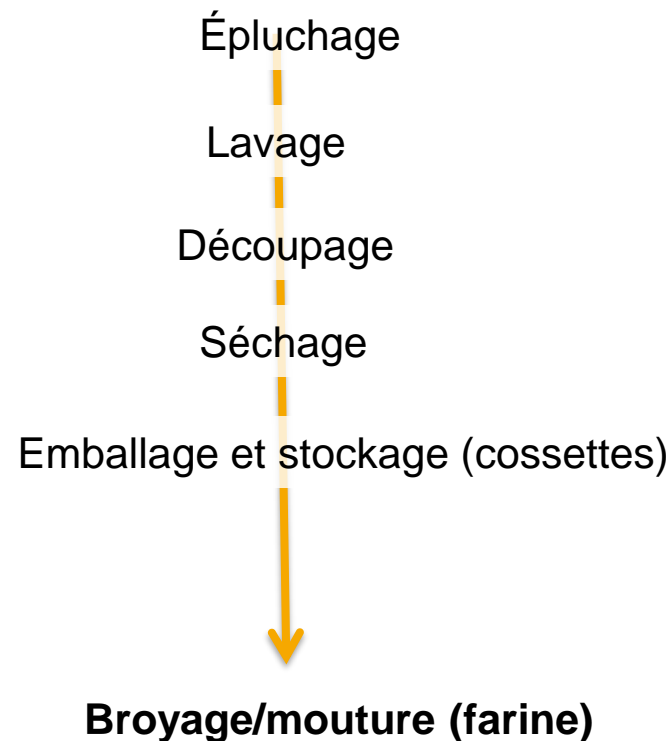 Épluchage
Lavage
Découpage
Séchage
Emballage et stockage (cossettes)
Broyage/mouture (farine)